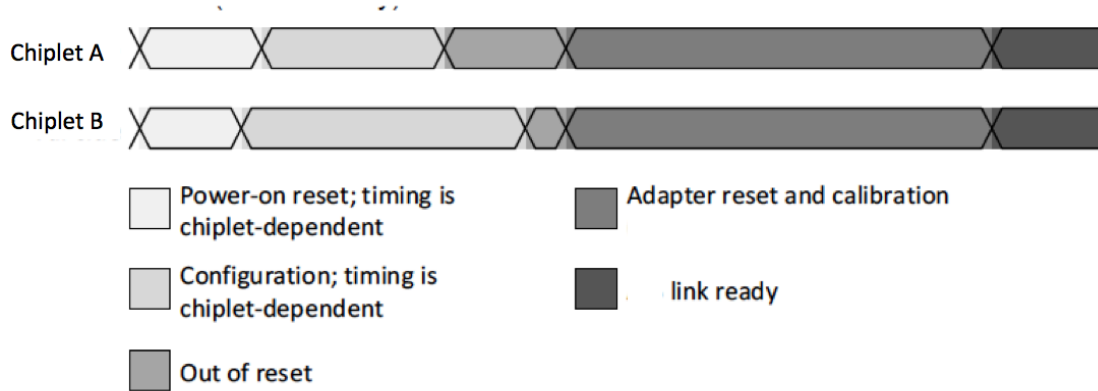 Chiplet A
Chiplet B
Power-on reset; timing is
chiplet-dependent
Adapter reset and calibration
Configuration; timing is
chiplet-dependent
link ready
Out of reset